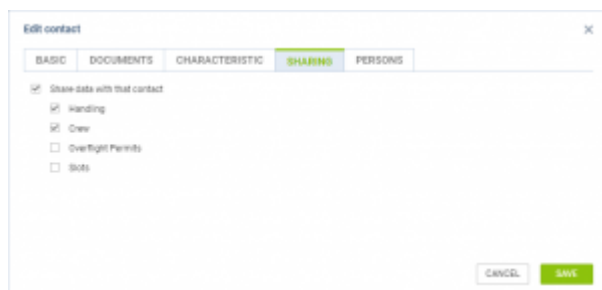 Edit contact
BASIC DOCUMENTS CHARACTERISTIC SHARING PERSONS
Share data with that contact
Handling
Crew
Overflight Permits
Slots
CANCEL SAVE